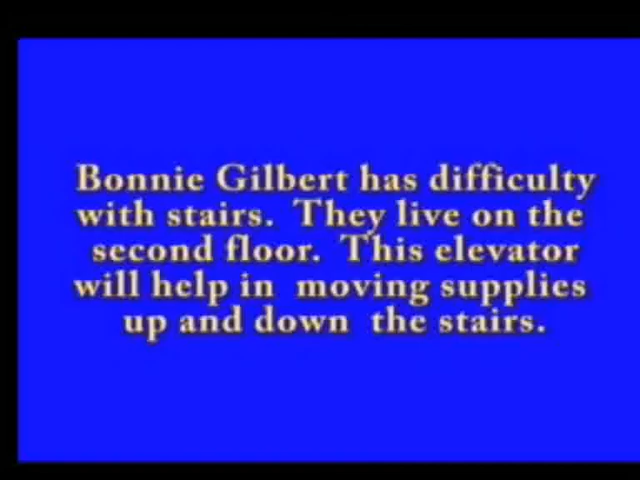 Bonnie Gilbert has difficulty
with stairs.  They live on the
second floor.  This elevator
will help in  moving supplies
up and down  the stairs.